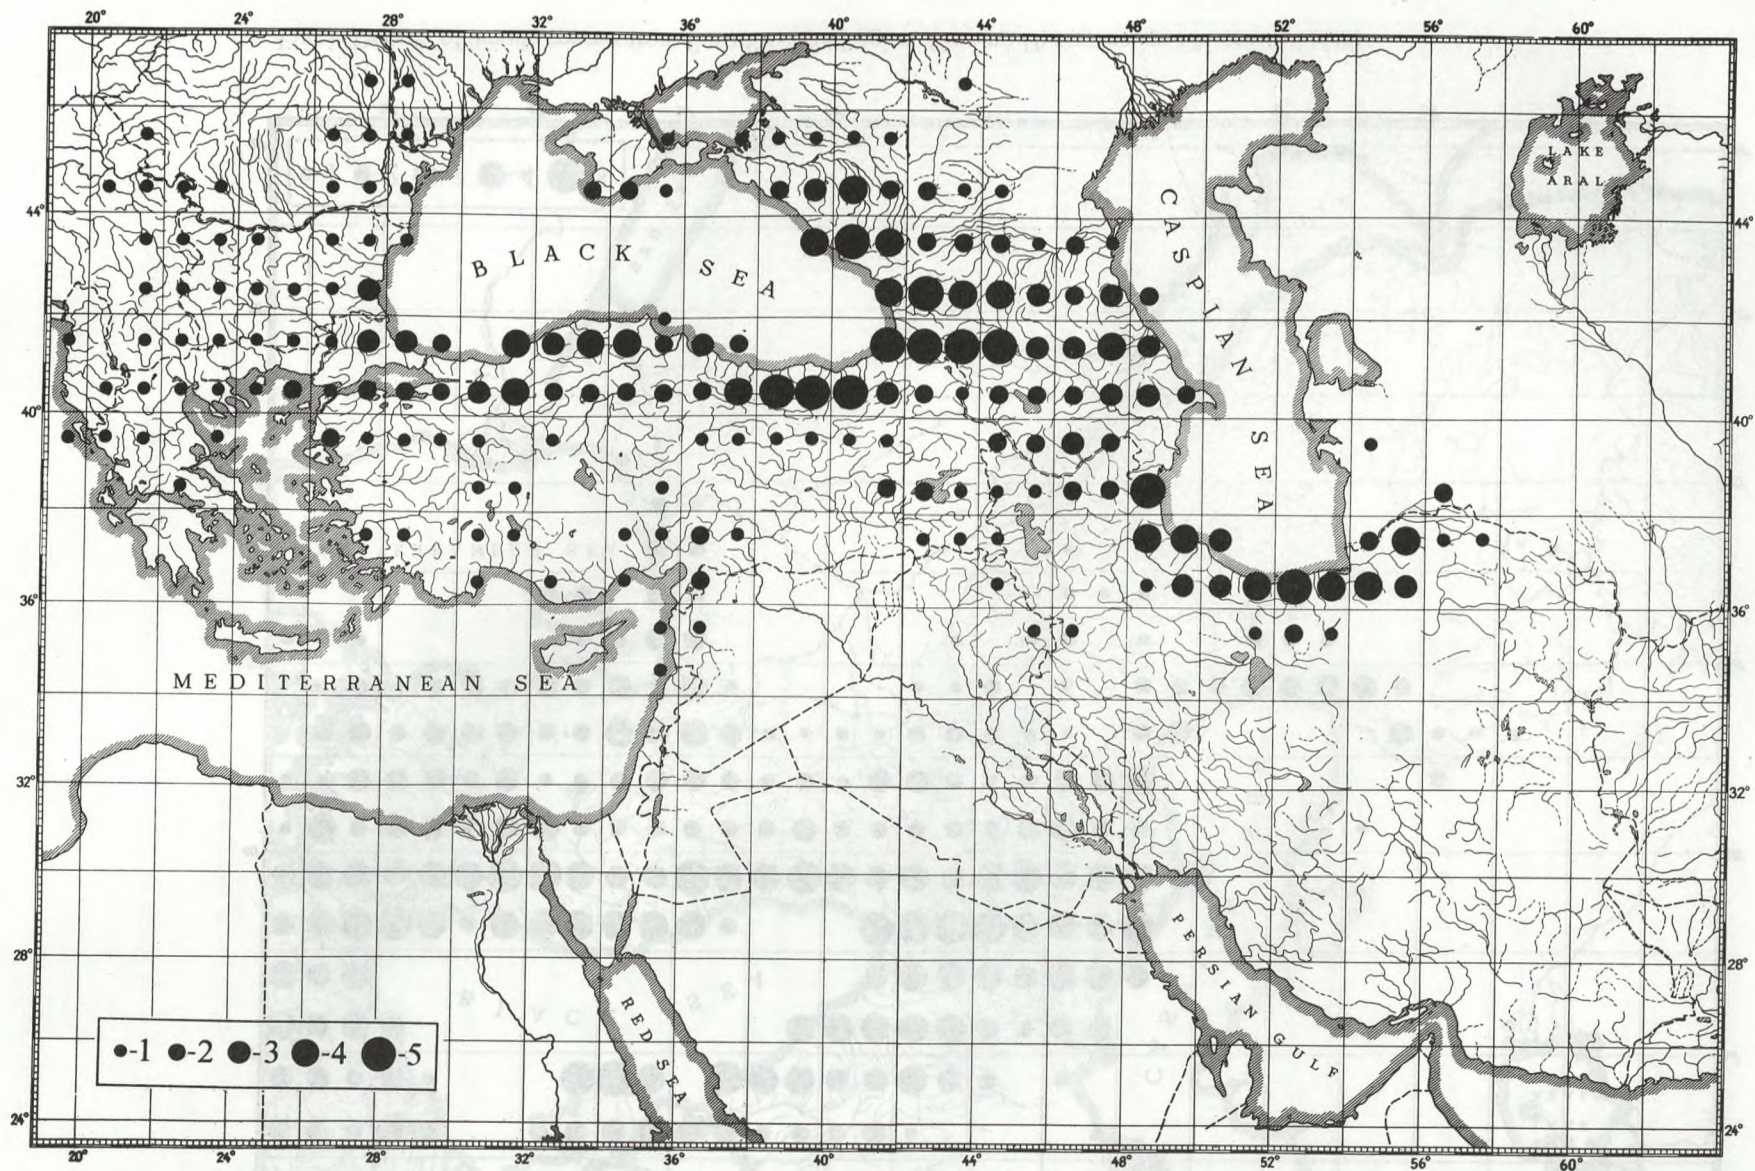 20° 24° 28° 32° 36° 40° 44° 48° 52° 56° 60°
LAKE
ARAL
44° 44°
BLACK SEA
CASPIAN SEA
40° 40°
36° 36°
MEDITERRANEAN SEA
32° 32°
28° 28°
PERSIAN GULF
RED SEA
-1 -2 -3 -4 -5
24° 24°
20° 24° 28° 32° 36° 40° 44° 48° 52° 56° 60°